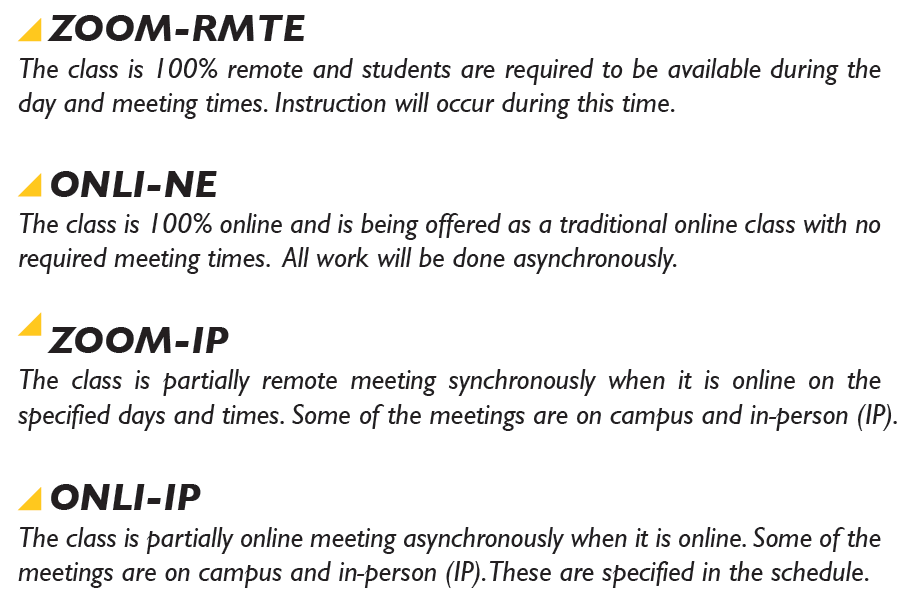 ZOOM-RMTE
The class is 100% remote and students are required to be available during the
day and meeting times. Instruction will occur during this time.
ONLI-NE
The class is 100% online and is being offered as a traditional online class with no
required meeting times.  All work will be done asynchronously.
ZOOM-IP
The class is partially remote meeting synchronously when it is online on the
specified days and times. Some of the meetings are on campus and in-person (IP).
ONLI-IP
The class is partially online meeting asynchronously when it is online. Some of the
meetings are on campus and in-person (IP). These are specified in the schedule.